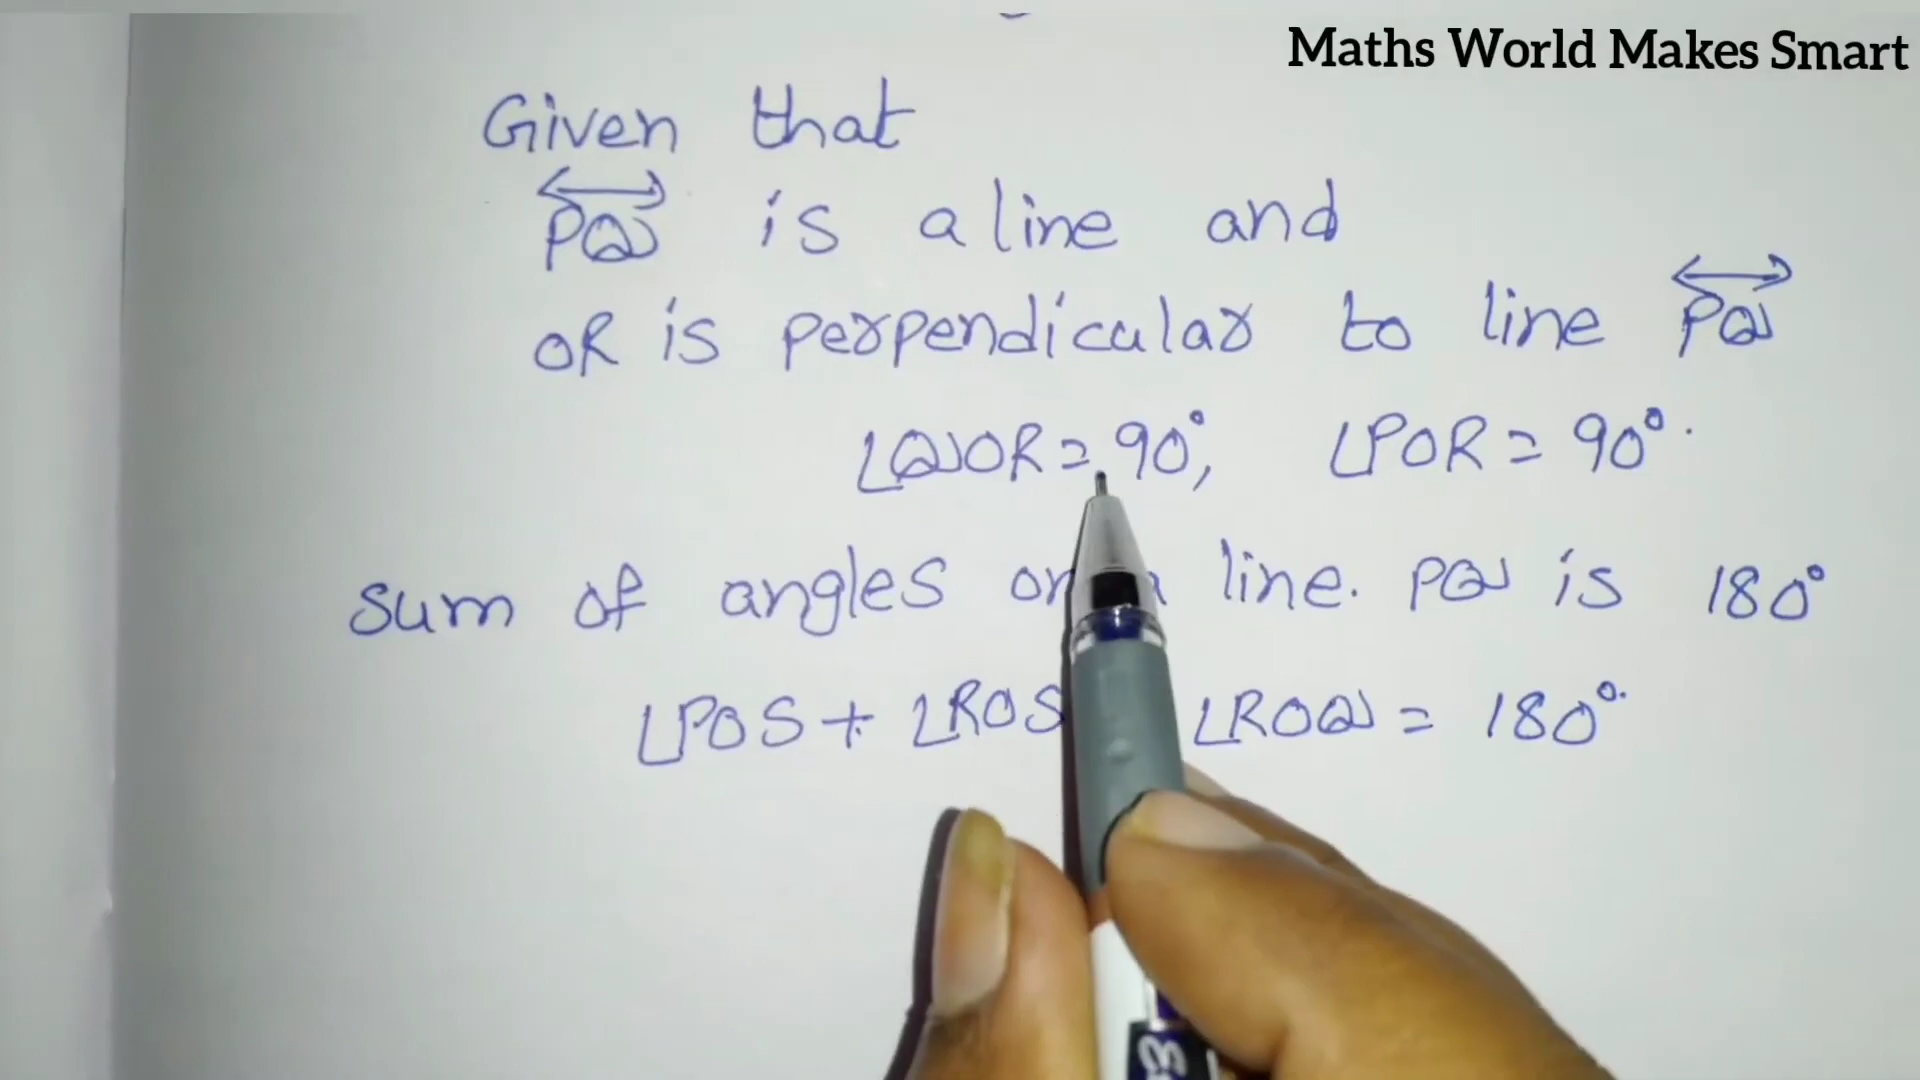 Maths World Makes Smart
Given that
PQ is a line and
OR is perpendicular to line PQ
∠QOR = 90°, ∠POR = 90°.
Sum of angles on a line. PQ is 180°
∠POS + ∠ROS ∠ROQ = 180°.